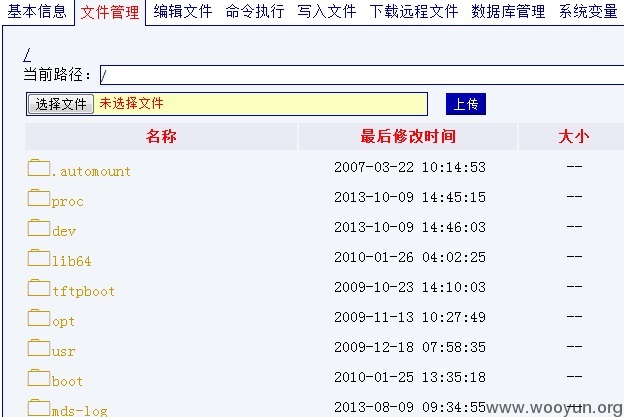 基本信息 文件管理 编辑文件 命令执行 写入文件 下载远程文件 数据库管理 系统变量
/
当前路径： /
选择文件 未选择文件 上传
名称 最后修改时间 大小
.automount 2007-03-22 10:14:53 --
proc 2013-10-09 14:45:15 --
dev 2013-10-09 14:46:03 --
lib64 2010-01-26 04:02:25 --
tftpboot 2009-10-23 14:10:03 --
opt 2009-11-13 10:27:49 --
usr 2009-12-18 07:58:35 --
boot 2010-01-25 13:35:18 --
mds-log 2013-08-09 09:34:55 --
www.wooyun.org